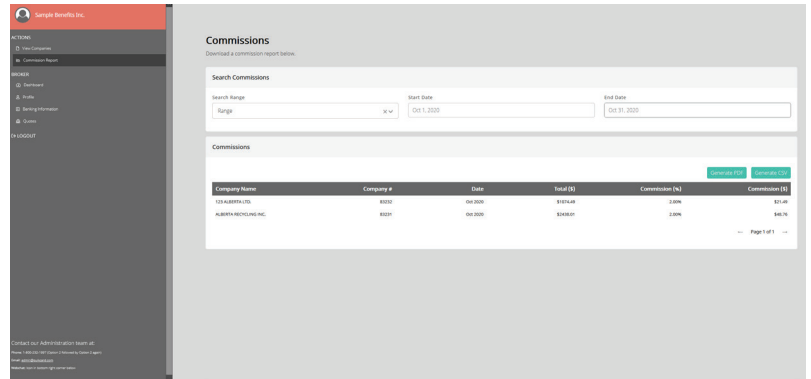 Sample Benefits Inc.
ACTIONS
View Companies
Commission Report
BROKER
Dashboard
Profile
Banking Information
Quotes
LOGOUT
Contact our Administration team at:
Commissions
Download a commission report below.
Search Commissions
Search Range Start Date End Date
Range Oct 1, 2020 Oct 31, 2020
Commissions
Generate PDF Generate CSV
Company Name Company # Date Total ($) Commission (%) Commission ($)
123 ALBERTA LTD. 83232 Oct 2020 $1074.49 2.00% $21.49
ALBERTA RECYCLING INC. 83231 Oct 2020 $2438.01 2.00% $48.76
Page 1 of 1